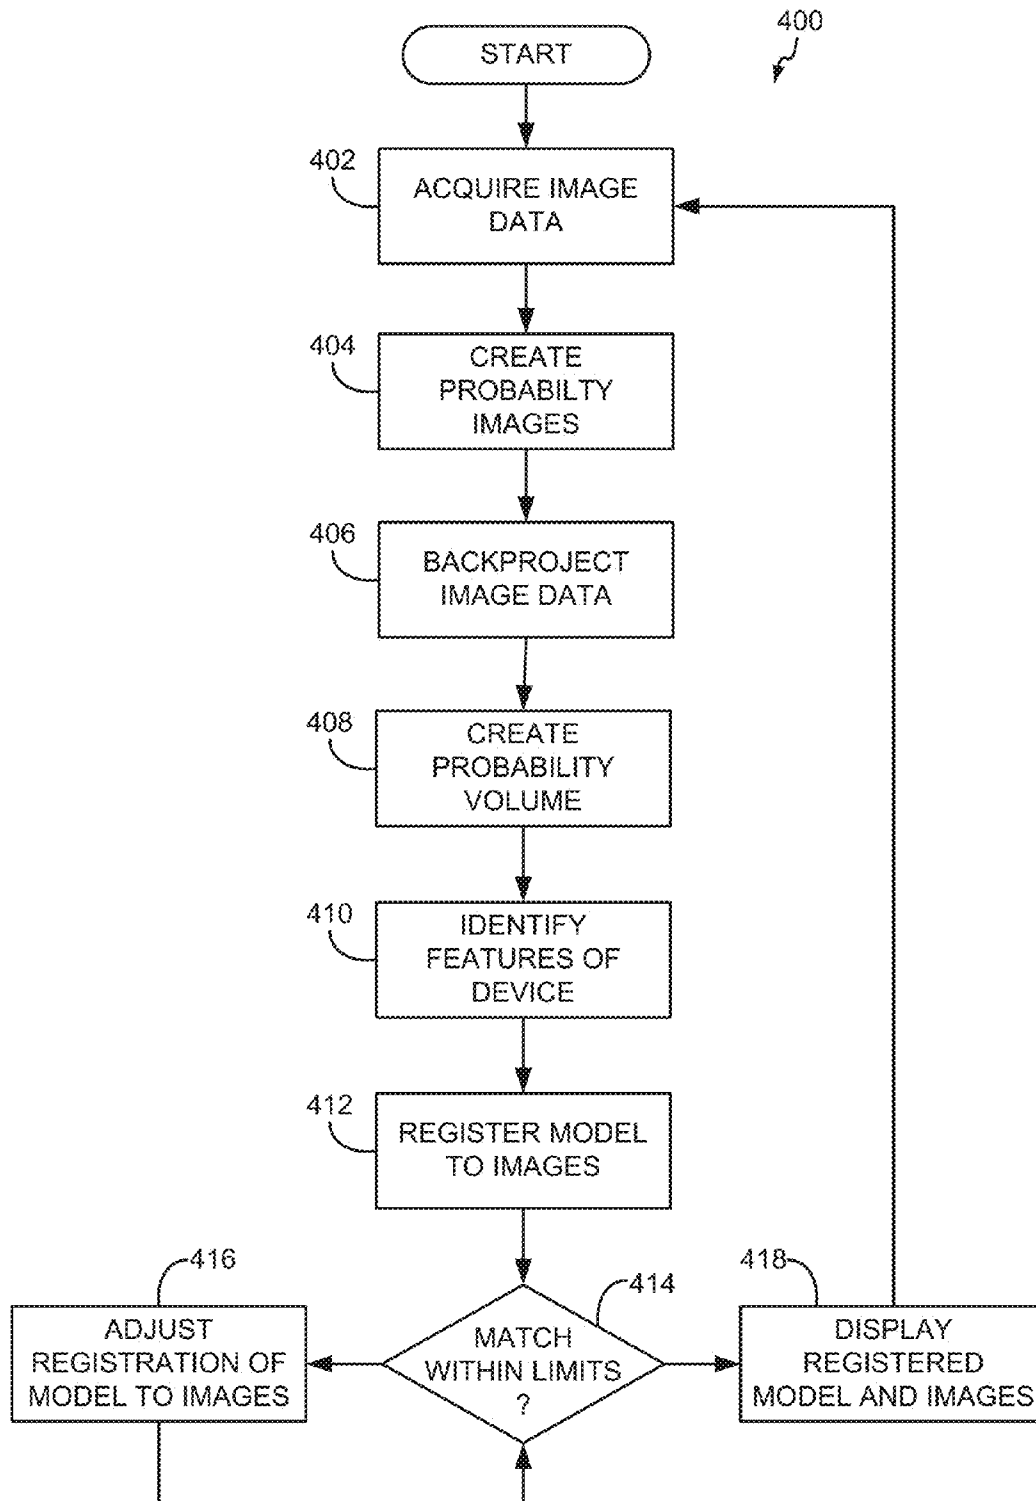 400
START
402
ACQUIRE IMAGE
DATA
404
CREATE
PROBABILTY
IMAGES
406
BACKPROJECT
IMAGE DATA
408
CREATE
PROBABILITY
VOLUME
410
IDENTIFY
FEATURES OF
DEVICE
412
REGISTER MODEL
TO IMAGES
416
ADJUST
REGISTRATION OF
MODEL TO IMAGES
414
MATCH
WITHIN LIMITS
?
418
DISPLAY
REGISTERED
MODEL AND IMAGES